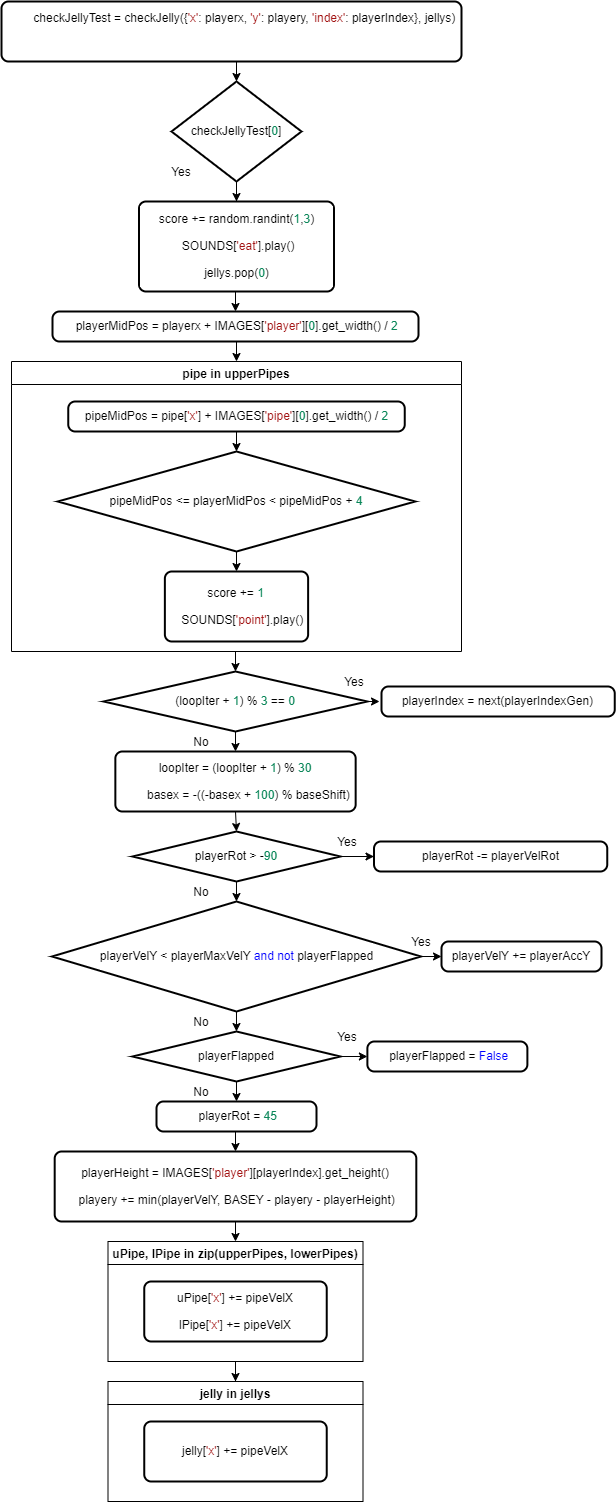 checkJellyTest = checkJelly({'x': playerx, 'y': playery, 'index': playerIndex}, jellys)
checkJellyTest[0]
Yes
score += random.randint(1,3)
SOUNDS['eat'].play()
jellys.pop(0)
playerMidPos = playerx + IMAGES['player'][0].get_width() / 2
pipe in upperPipes
pipeMidPos = pipe['x'] + IMAGES['pipe'][0].get_width() / 2
pipeMidPos <= playerMidPos < pipeMidPos + 4
score += 1
SOUNDS['point'].play()
Yes
(loopIter + 1) % 3 == 0
playerIndex = next(playerIndexGen)
No
loopIter = (loopIter + 1) % 30
basex = -((-basex + 100) % baseShift)
Yes
playerRot > -90
playerRot -= playerVelRot
No
Yes
playerVelY < playerMaxVelY and not playerFlapped
playerVelY += playerAccY
No
Yes
playerFlapped
playerFlapped = False
No
playerRot = 45
playerHeight = IMAGES['player'][playerIndex].get_height()
playery += min(playerVelY, BASEY - playery - playerHeight)
uPipe, lPipe in zip(upperPipes, lowerPipes)
uPipe['x'] += pipeVelX
lPipe['x'] += pipeVelX
jelly in jellys
jelly['x'] += pipeVelX